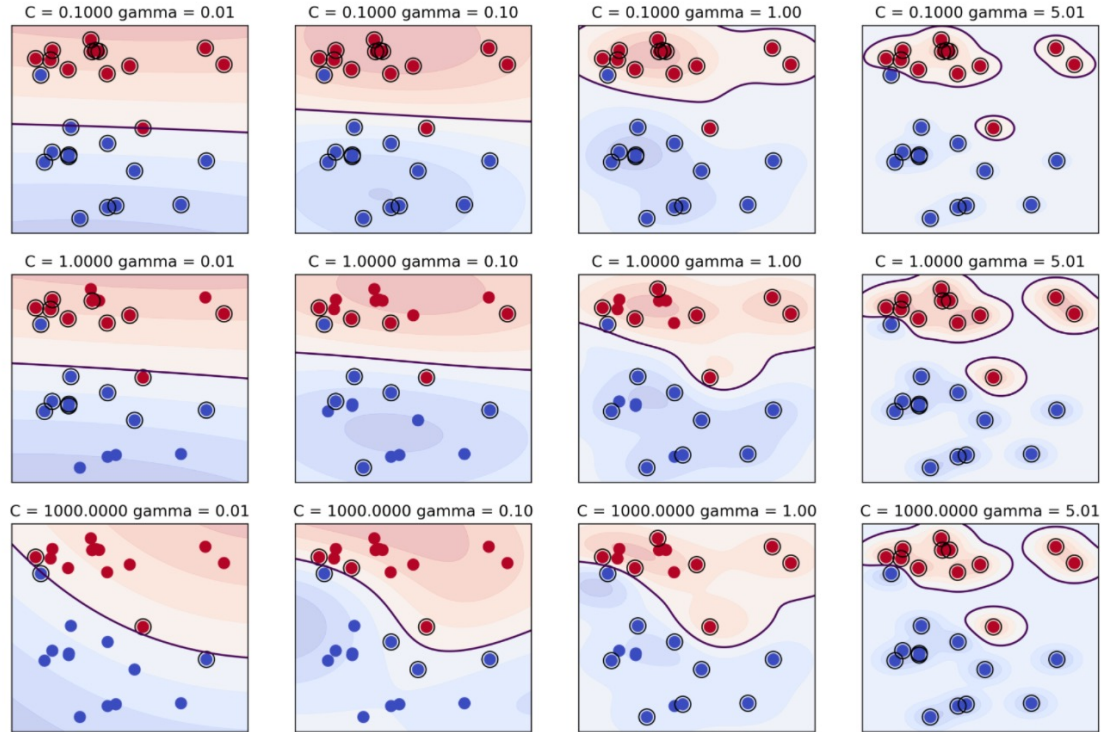 C = 0.1000 gamma = 0.01
C = 0.1000 gamma = 0.10
C = 0.1000 gamma = 1.00
C = 0.1000 gamma = 5.01
C = 1.0000 gamma = 0.01
C = 1.0000 gamma = 0.10
C = 1.0000 gamma = 1.00
C = 1.0000 gamma = 5.01
C = 1000.0000 gamma = 0.01
C = 1000.0000 gamma = 0.10
C = 1000.0000 gamma = 1.00
C = 1000.0000 gamma = 5.01